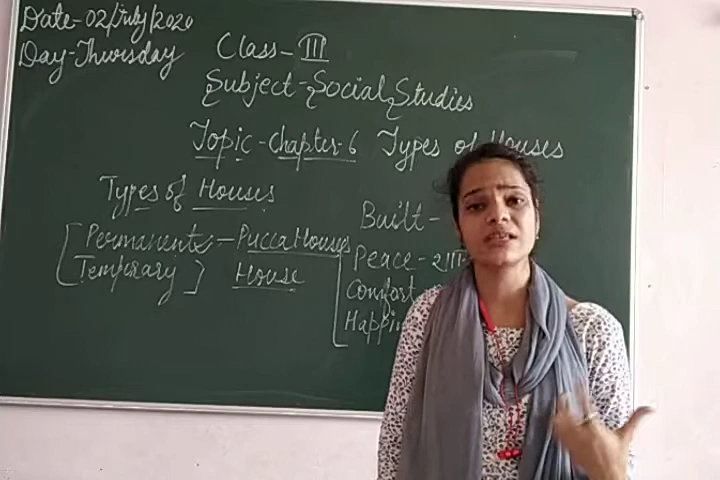 Date-02/July/2020
Day-Thursday
Class-III
Subject-Social Studies
Topic-Chapter-6 Types of Houses
Types of Houses
Permanent - Pucca Houses
Temporary House
Built-
Peace-
Comfort
Happin